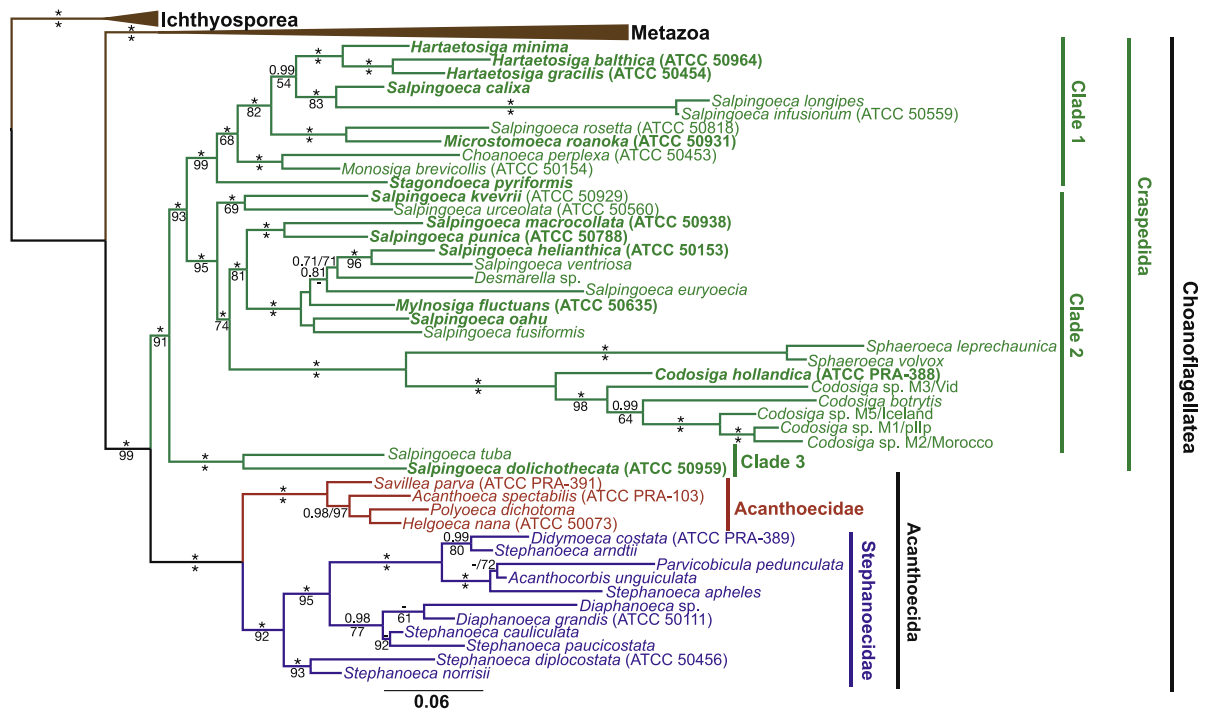 *
*
Ichthyosporea
*
*
Metazoa
Hartaetosiga minima
Hartaetosiga balthica (ATCC 50964)
Hartaetosiga gracilis (ATCC 50454)
Salpingoeca calixa
Salpingoeca longipes
Salpingoeca infusionum (ATCC 50559)
Salpingoeca rosetta (ATCC 50818)
Microstomoeca roanoka (ATCC 50931)
Choanoeca perplexa (ATCC 50453)
Monosiga brevicollis (ATCC 50154)
Stagondoeca pyriformis
Salpingoeca kvevrii (ATCC 50929)
Salpingoeca urceolata (ATCC 50560)
Salpingoeca macrocollata (ATCC 50938)
Salpingoeca punica (ATCC 50788)
Salpingoeca helianthica (ATCC 50153)
Salpingoeca ventriosa
Desmarella sp.
Salpingoeca euryoecia
Mylnosiga fluctuans (ATCC 50635)
Salpingoeca oahu
Salpingoeca fusiformis
Sphaeroeca leprechaunica
Sphaeroeca volvox
Codosiga hollandica (ATCC PRA-388)
Codosiga sp. M3/Vid
Codosiga botrytis
Codosiga sp. M5/Iceland
Codosiga sp. M1/pllp
Codosiga sp. M2/Morocco
Salpingoeca tuba
Salpingoeca dolichothecata (ATCC 50959)
Savillea parva (ATCC PRA-391)
Acanthoeca spectabilis (ATCC PRA-103)
Polyoeca dichotoma
Helgoeca nana (ATCC 50073)
Didymoeca costata (ATCC PRA-389)
Stephanoeca arndtii
Parvicobicula pedunculata
Acanthocorbis unguiculata
Stephanoeca apheles
Diaphanoeca sp.
Diaphanoeca grandis (ATCC 50111)
Stephanoeca cauliculata
Stephanoeca paucicostata
Stephanoeca diplocostata (ATCC 50456)
Stephanoeca norrisii
*
*
*
*
0.99
54
*
83
*
*
*
82
*
*
*
68
*
*
*
99
*
93
*
69
*
*
*
95
*
81
0.71/71
*
96
0.81
-
*
*
*
74
*
91
*
*
*
*
*
*
98
0.99
64
*
*
*
*
*
*
*
99
*
*
0.98/97
*
*
0.99
80
*
*
-/72
*
*
*
95
-
61
0.98
77
-
92
*
92
*
93
Clade 1
Clade 2
Clade 3
Craspedida
Acanthoecidae
Stephanoecidae
Acanthoecida
Choanoflagellatea
0.06